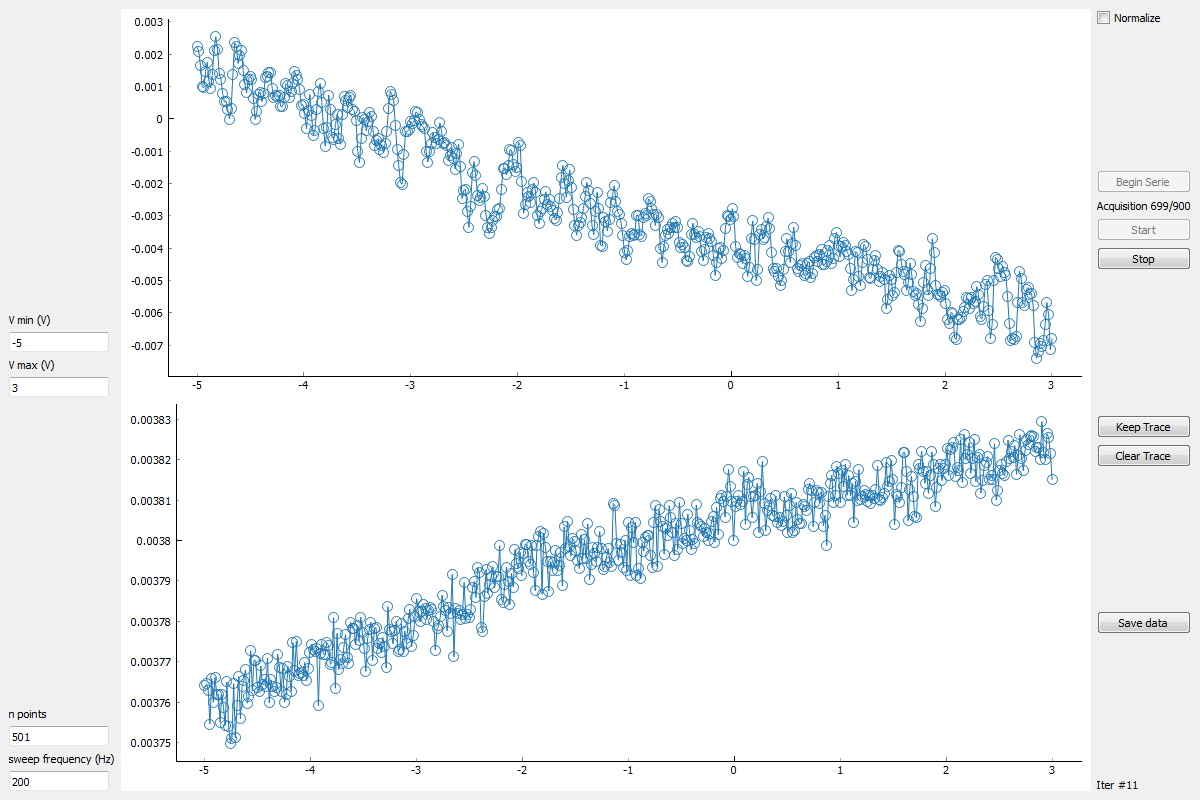 Normalize
0.003
0.002
0.001
0
-0.001
-0.002
-0.003
-0.004
-0.005
-0.006
-0.007
-5 -4 -3 -2 -1 0 1 2 3
Begin Serie
Acquisition 699/900
Start
Stop
V min (V)
-5
V max (V)
3
0.00383
0.00382
0.00381
0.0038
0.00379
0.00378
0.00377
0.00376
0.00375
-5 -4 -3 -2 -1 0 1 2 3
Keep Trace
Clear Trace
Save data
n points
501
sweep frequency (Hz)
200
Iter #11